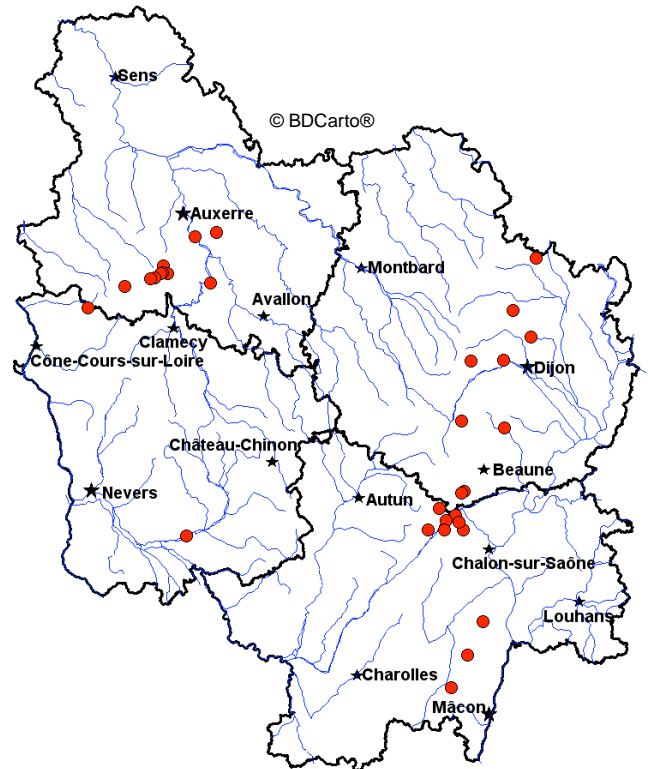 Sens
© BDCarto®
Auxerre
Montbard
Avallon
Clamecy
Cône-Cours-sur-Loire
Dijon
Château-Chinon
Beaune
Nevers
Autun
Chalon-sur-Saône
Louhans
Charolles
Mâcon